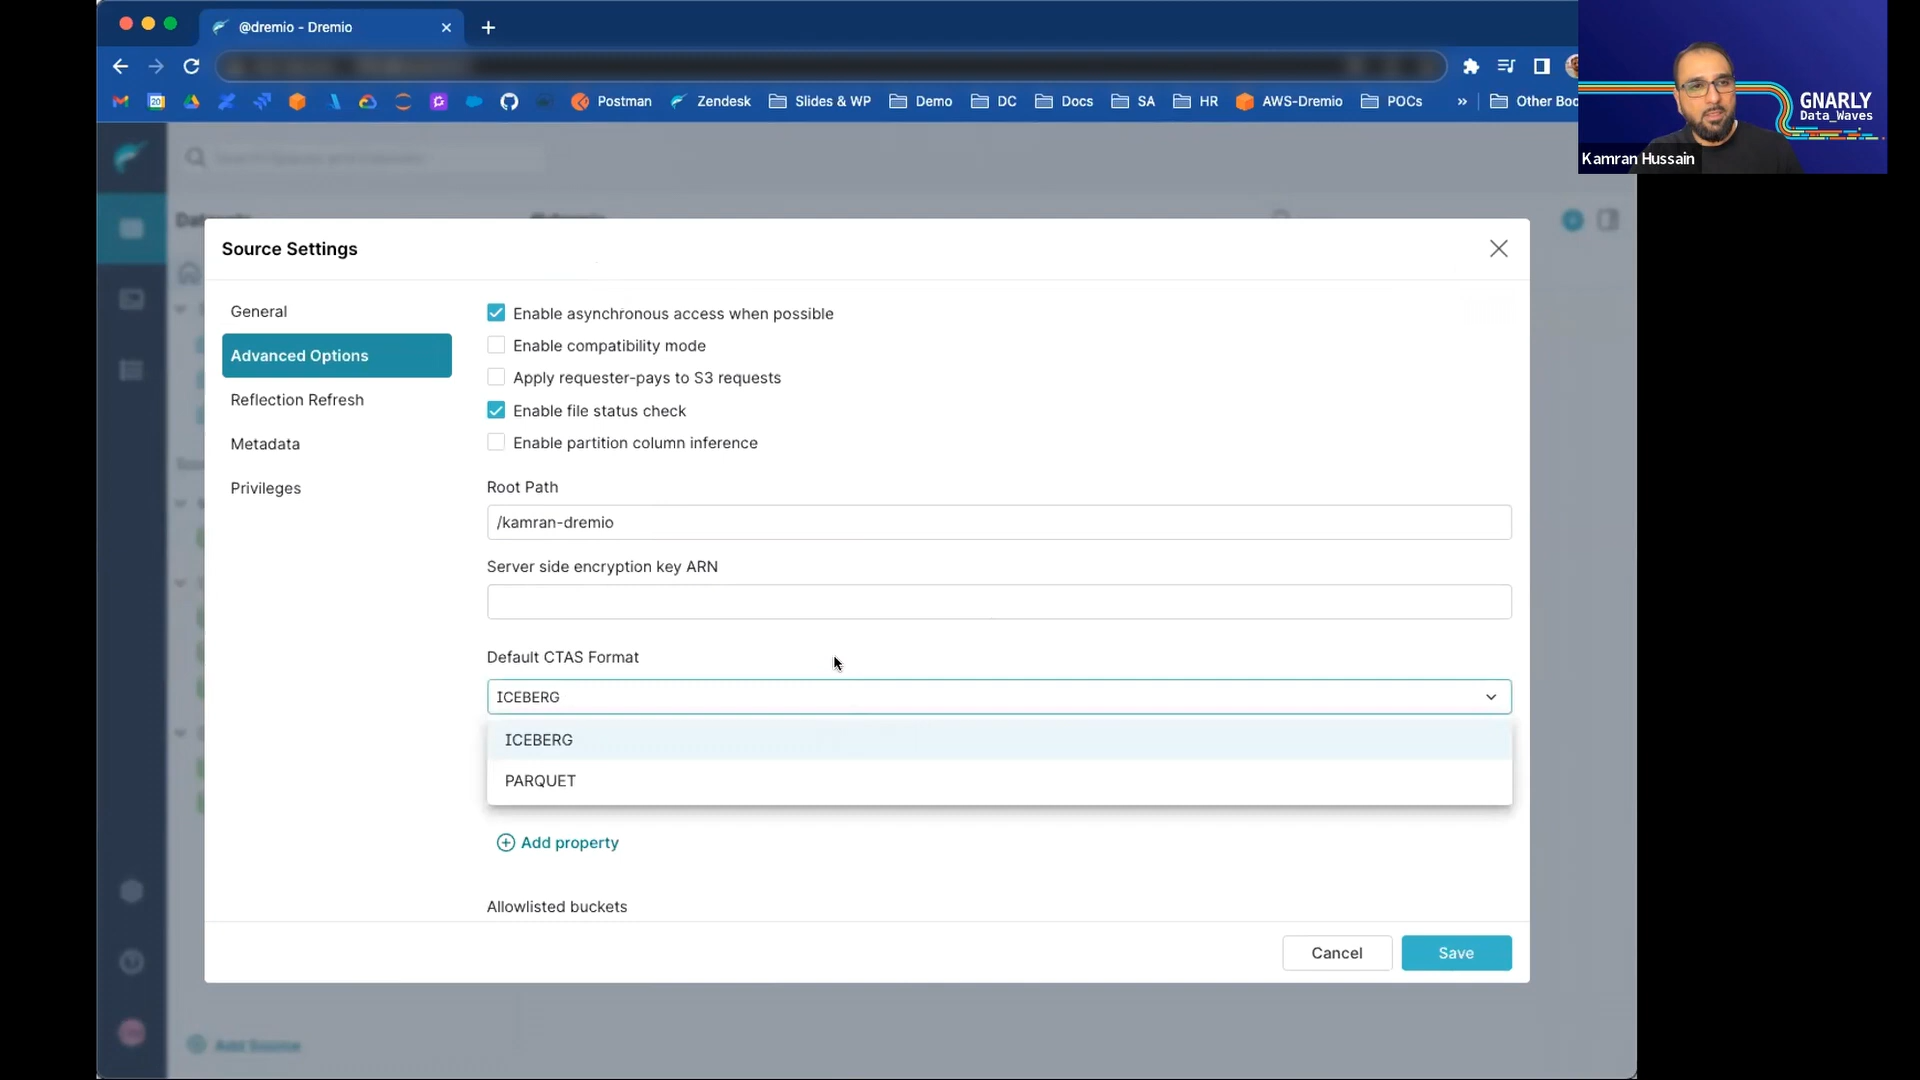 @dremio - Dremio
Postman
Zendesk
Slides & WP
Demo
DC
Docs
SA
HR
AWS-Dremio
POCs
»
Other Boo
GNARLY
Data_Waves
Kamran Hussain
Source Settings
General
Advanced Options
Reflection Refresh
Metadata
Privileges
Enable asynchronous access when possible
Enable compatibility mode
Apply requester-pays to S3 requests
Enable file status check
Enable partition column inference
Root Path
/kamran-dremio
Server side encryption key ARN
Default CTAS Format
ICEBERG
ICEBERG
PARQUET
Add property
Allowlisted buckets
Cancel
Save
Add Source